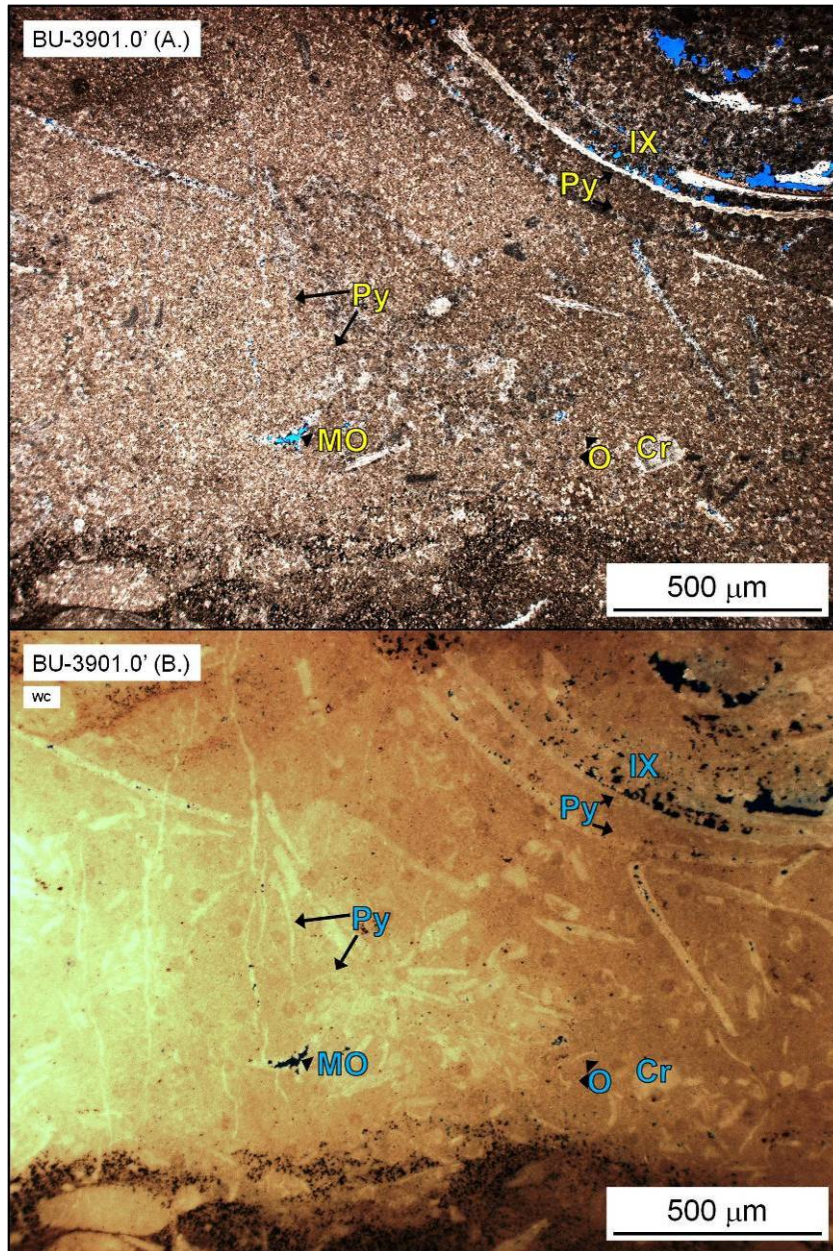 BU-3901.0' (A.)
IX
Py
Py
MO
O
Cr
500 μm
BU-3901.0' (B.)
wc
IX
Py
Py
MO
O
Cr
500 μm